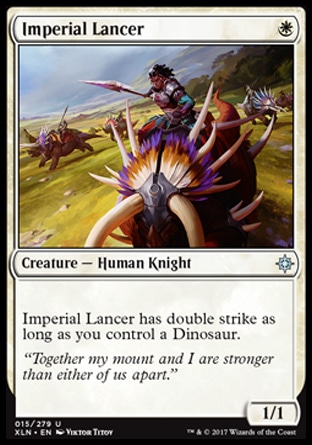 Imperial Lancer
Creature — Human Knight
Imperial Lancer has double strike as
long as you control a Dinosaur.
“Together my mount and I are stronger
than either of us apart.”
1/1
015/279 U
XLN • EN Viktor Titov
™ & © 2017 Wizards of the Coast